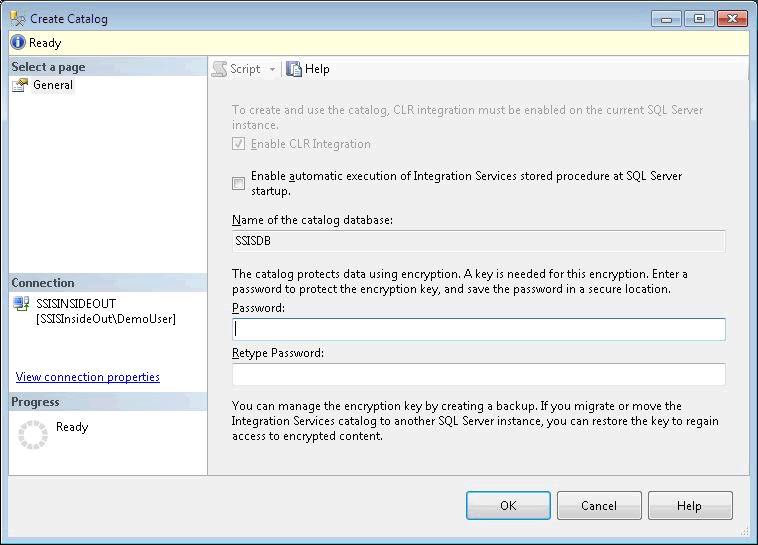 Create Catalog
Ready
Select a page
General
Script
Help
To create and use the catalog, CLR integration must be enabled on the current SQL Server
instance.
Enable CLR Integration
Enable automatic execution of Integration Services stored procedure at SQL Server
startup.
Name of the catalog database:
SSISDB
The catalog protects data using encryption. A key is needed for this encryption. Enter a
password to protect the encryption key, and save the password in a secure location.
Password:
Retype Password:
You can manage the encryption key by creating a backup. If you migrate or move the
Integration Services catalog to another SQL Server instance, you can restore the key to regain
access to encrypted content.
Connection
SSISINSIDEOUT
[SSISInsideOut\DemoUser]
View connection properties
Progress
Ready
OK
Cancel
Help